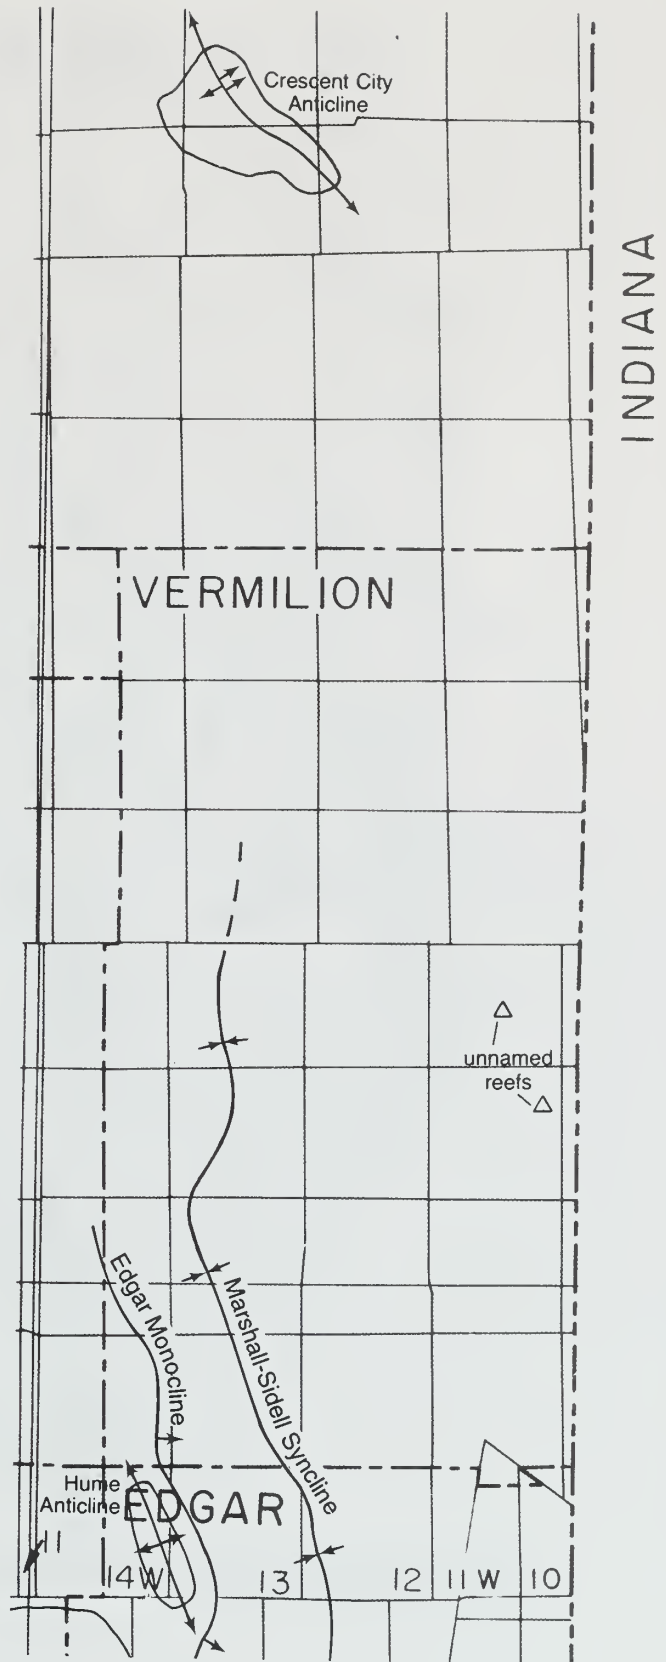 Crescent City
Anticline
INDIANA
VERMILION
unnamed
reefs
Edgar Monocline
Marshall-Sidell Syncline
Hume
Anticline
EDGAR
11
14W
13
12
11 W
10